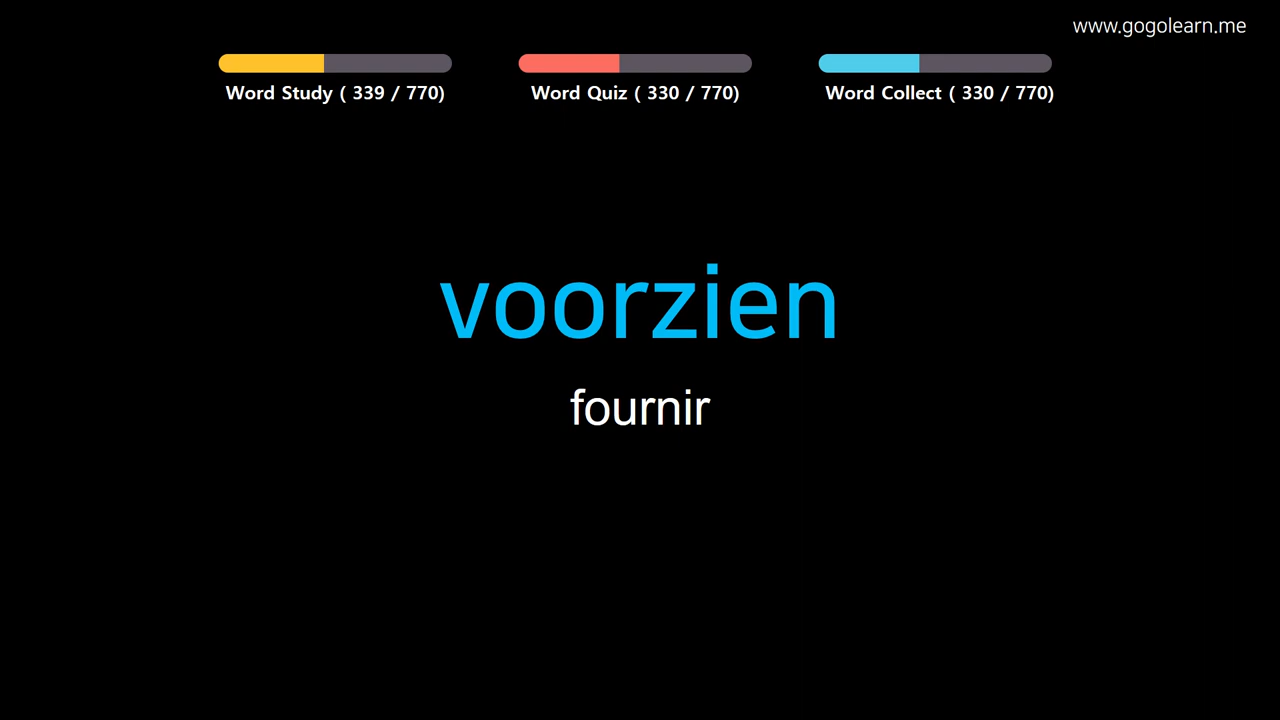 www.gogolearn.me
Word Study ( 339 / 770)
Word Quiz ( 330 / 770)
Word Collect ( 330 / 770)
voorzien
fournir